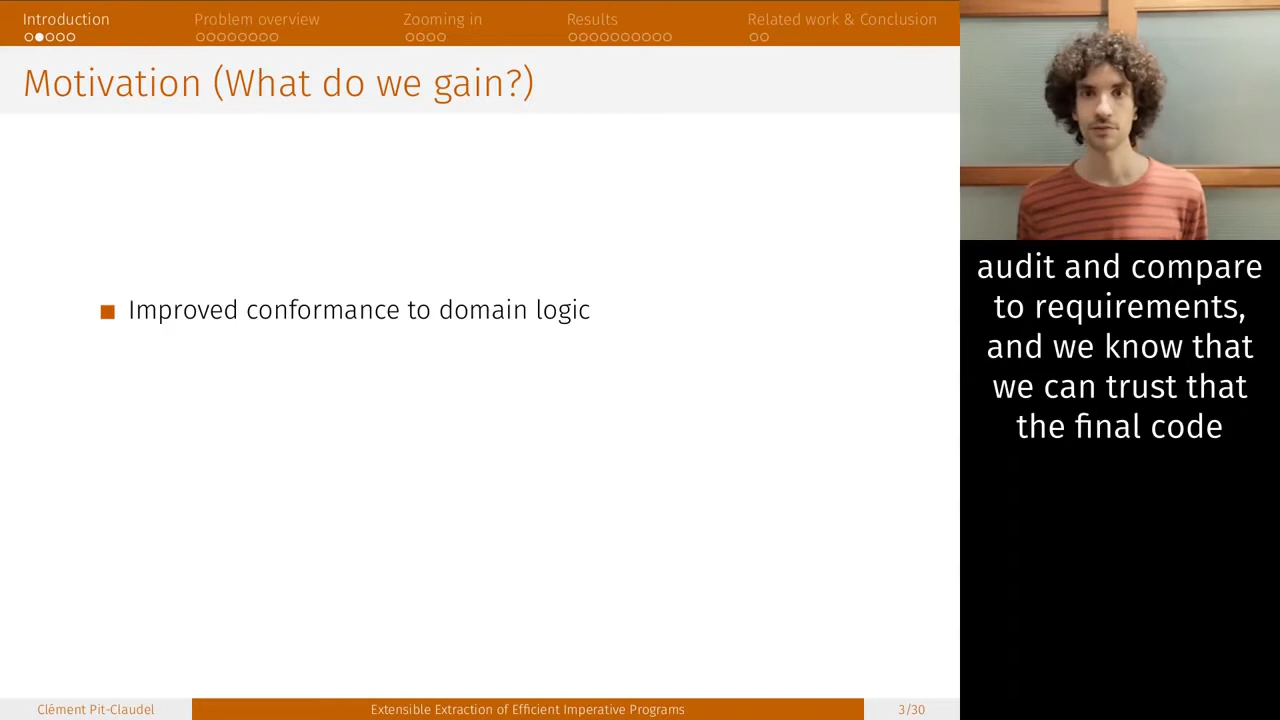 Introduction
Problem overview
Zooming in
Results
Related work & Conclusion
Motivation (What do we gain?)
Improved conformance to domain logic
audit and compare
to requirements,
and we know that
we can trust that
the final code
Clément Pit-Claudel
Extensible Extraction of Efficient Imperative Programs
3/30